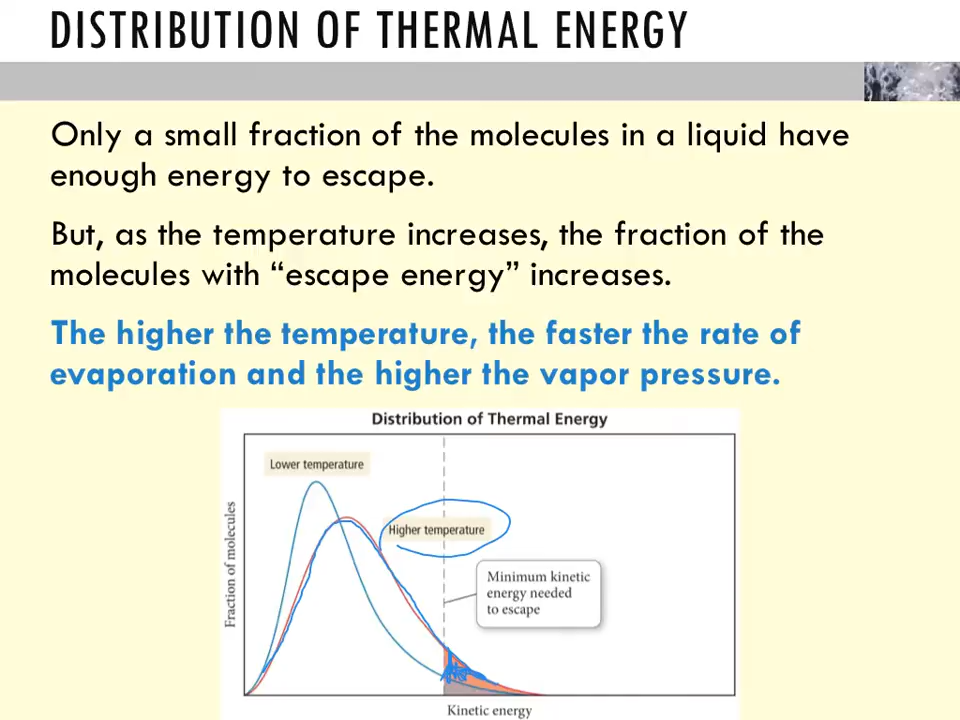 DISTRIBUTION OF THERMAL ENERGY
Only a small fraction of the molecules in a liquid have
enough energy to escape.
But, as the temperature increases, the fraction of the
molecules with “escape energy” increases.
The higher the temperature, the faster the rate of
evaporation and the higher the vapor pressure.
Distribution of Thermal Energy
Lower temperature
Higher temperature
Minimum kinetic
energy needed
to escape
Fraction of molecules
Kinetic energy